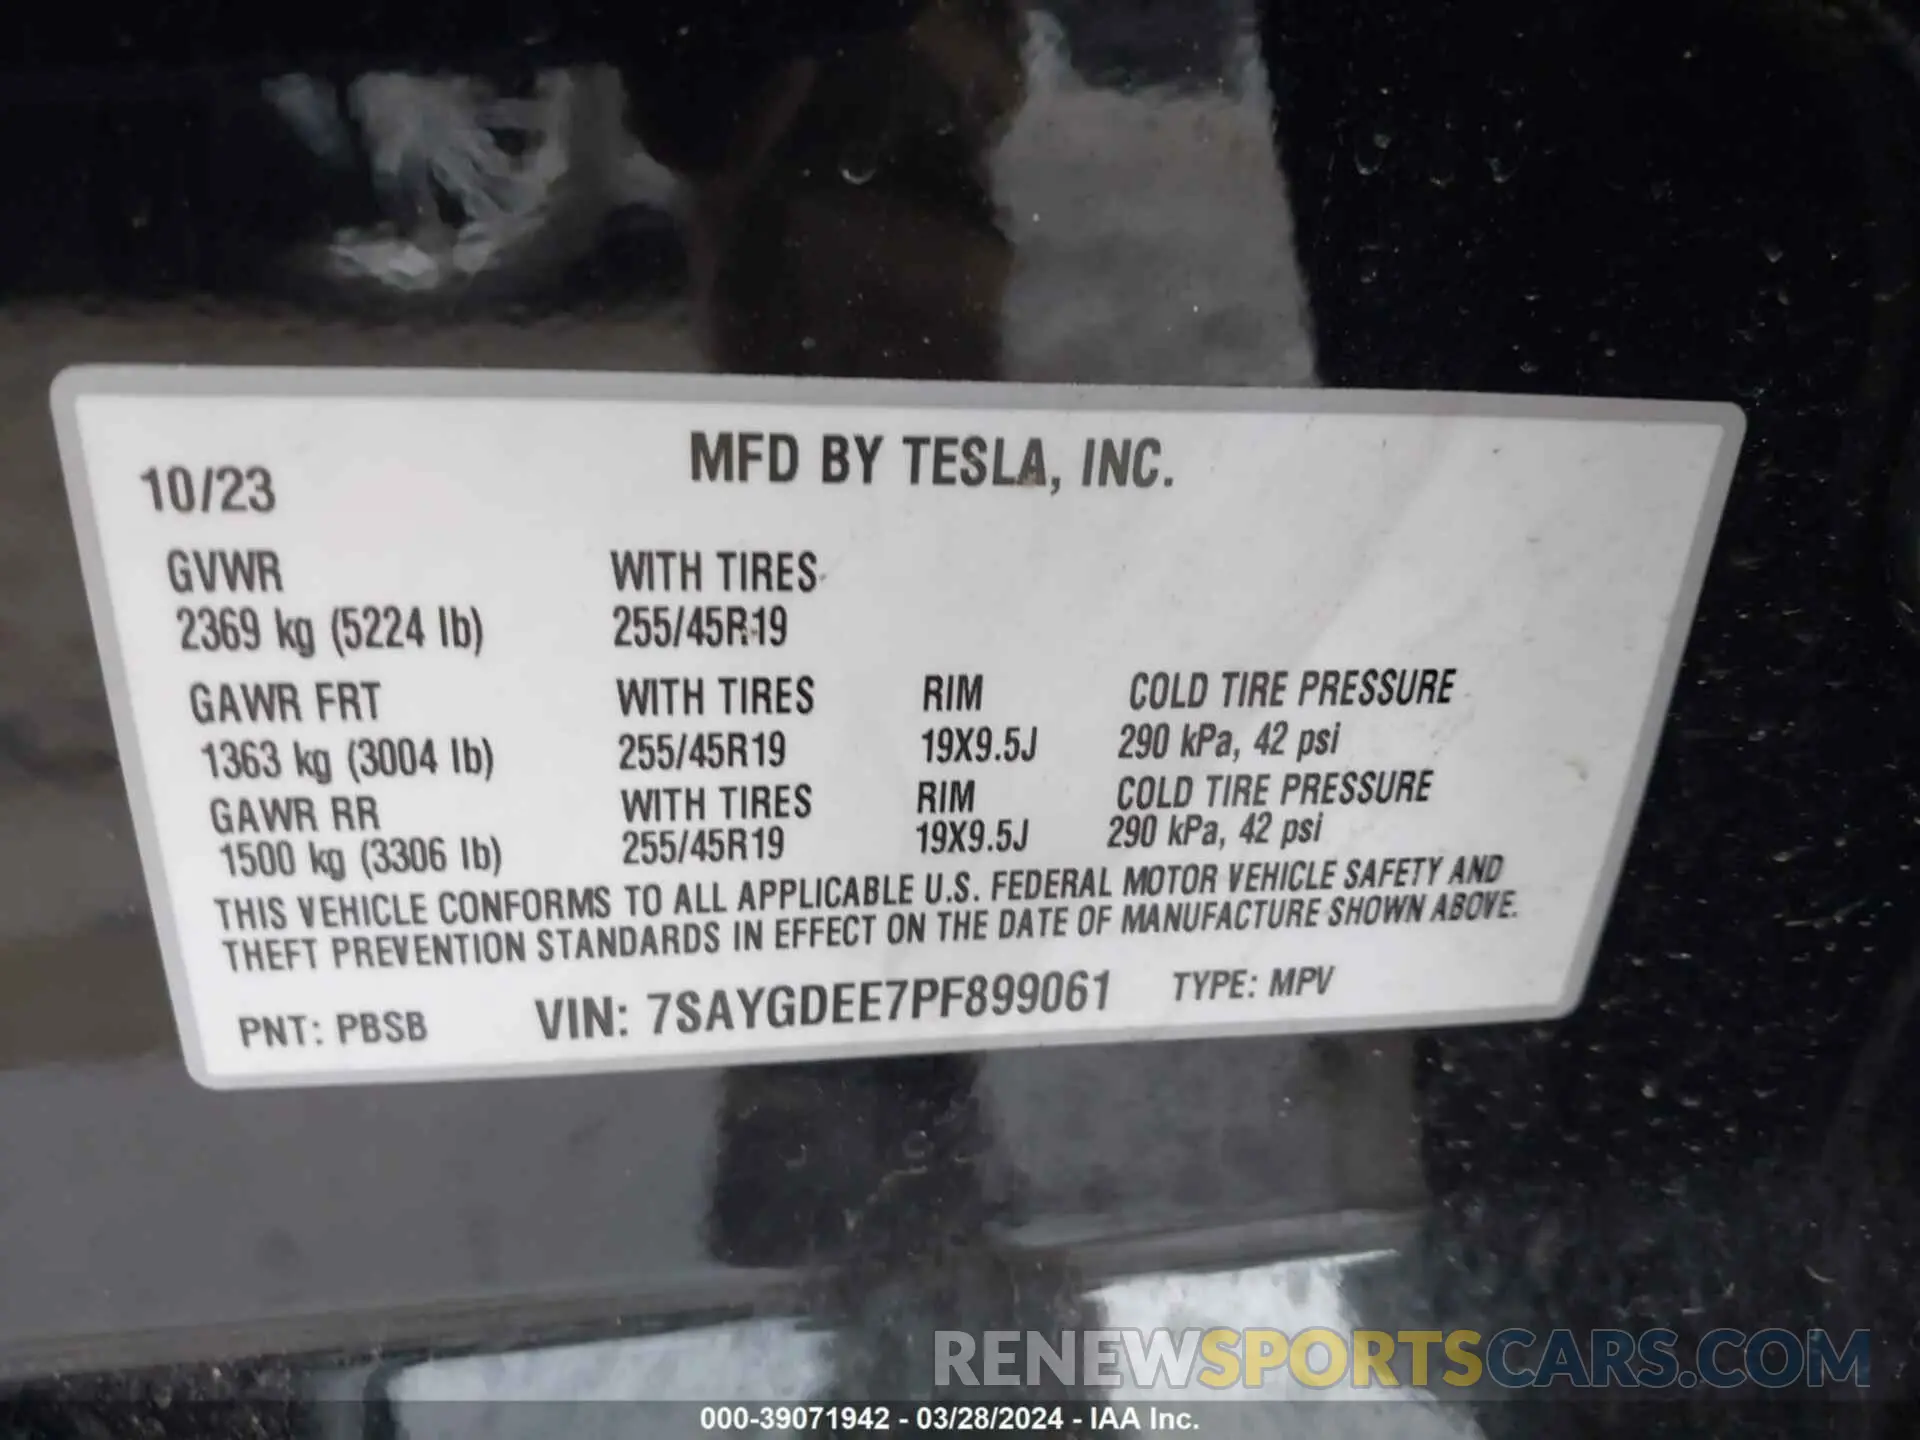 MFD BY TESLA, INC.
10/23
GVWR WITH TIRES
2369 kg (5224 lb) 255/45R19
GAWR FRT WITH TIRES RIM COLD TIRE PRESSURE
1363 kg (3004 lb) 255/45R19 19X9.5J 290 kPa, 42 psi
GAWR RR WITH TIRES RIM COLD TIRE PRESSURE
1500 kg (3306 lb) 255/45R19 19X9.5J 290 kPa, 42 psi
THIS VEHICLE CONFORMS TO ALL APPLICABLE U.S. FEDERAL MOTOR VEHICLE SAFETY AND
THEFT PREVENTION STANDARDS IN EFFECT ON THE DATE OF MANUFACTURE SHOWN ABOVE.
PNT: PBSB VIN: 7SAYGDEE7PF899061 TYPE: MPV
RENEWSPORTSCARS.COM
000-39071942 - 03/28/2024 - IAA Inc.